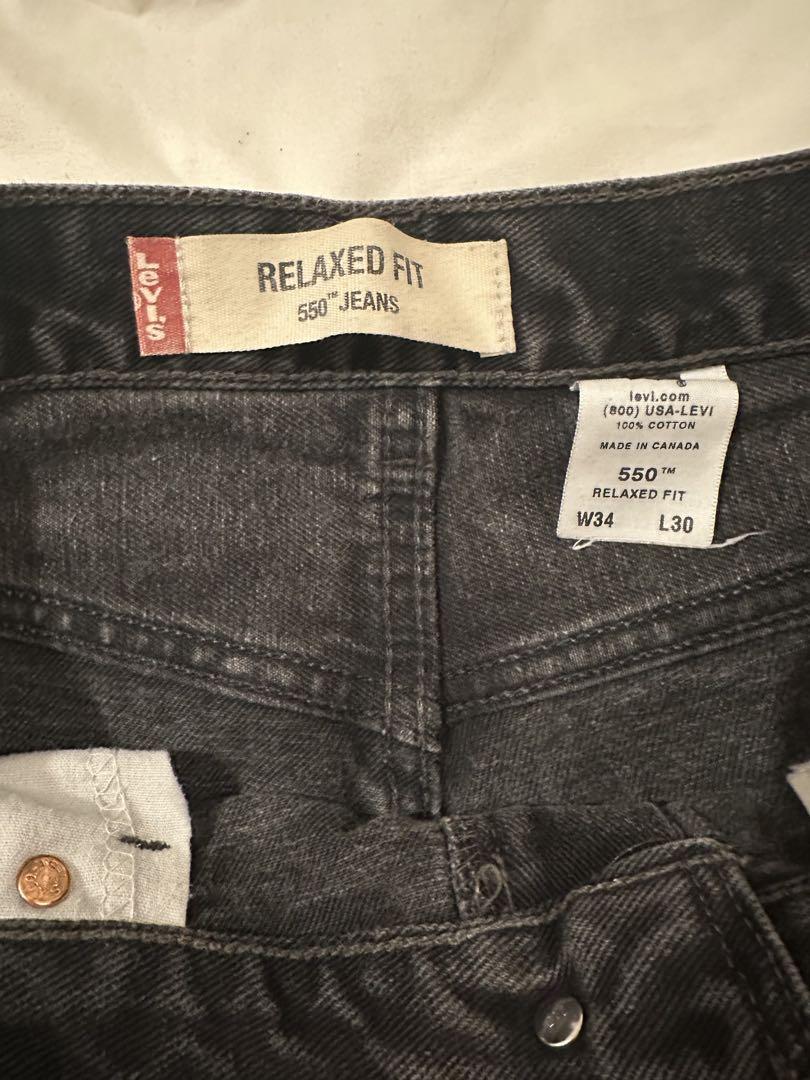 Levi's
RELAXED FIT
550™ JEANS
®
levi.com
(800) USA-LEVI
100% COTTON
MADE IN CANADA
550™
RELAXED FIT
W34 L30